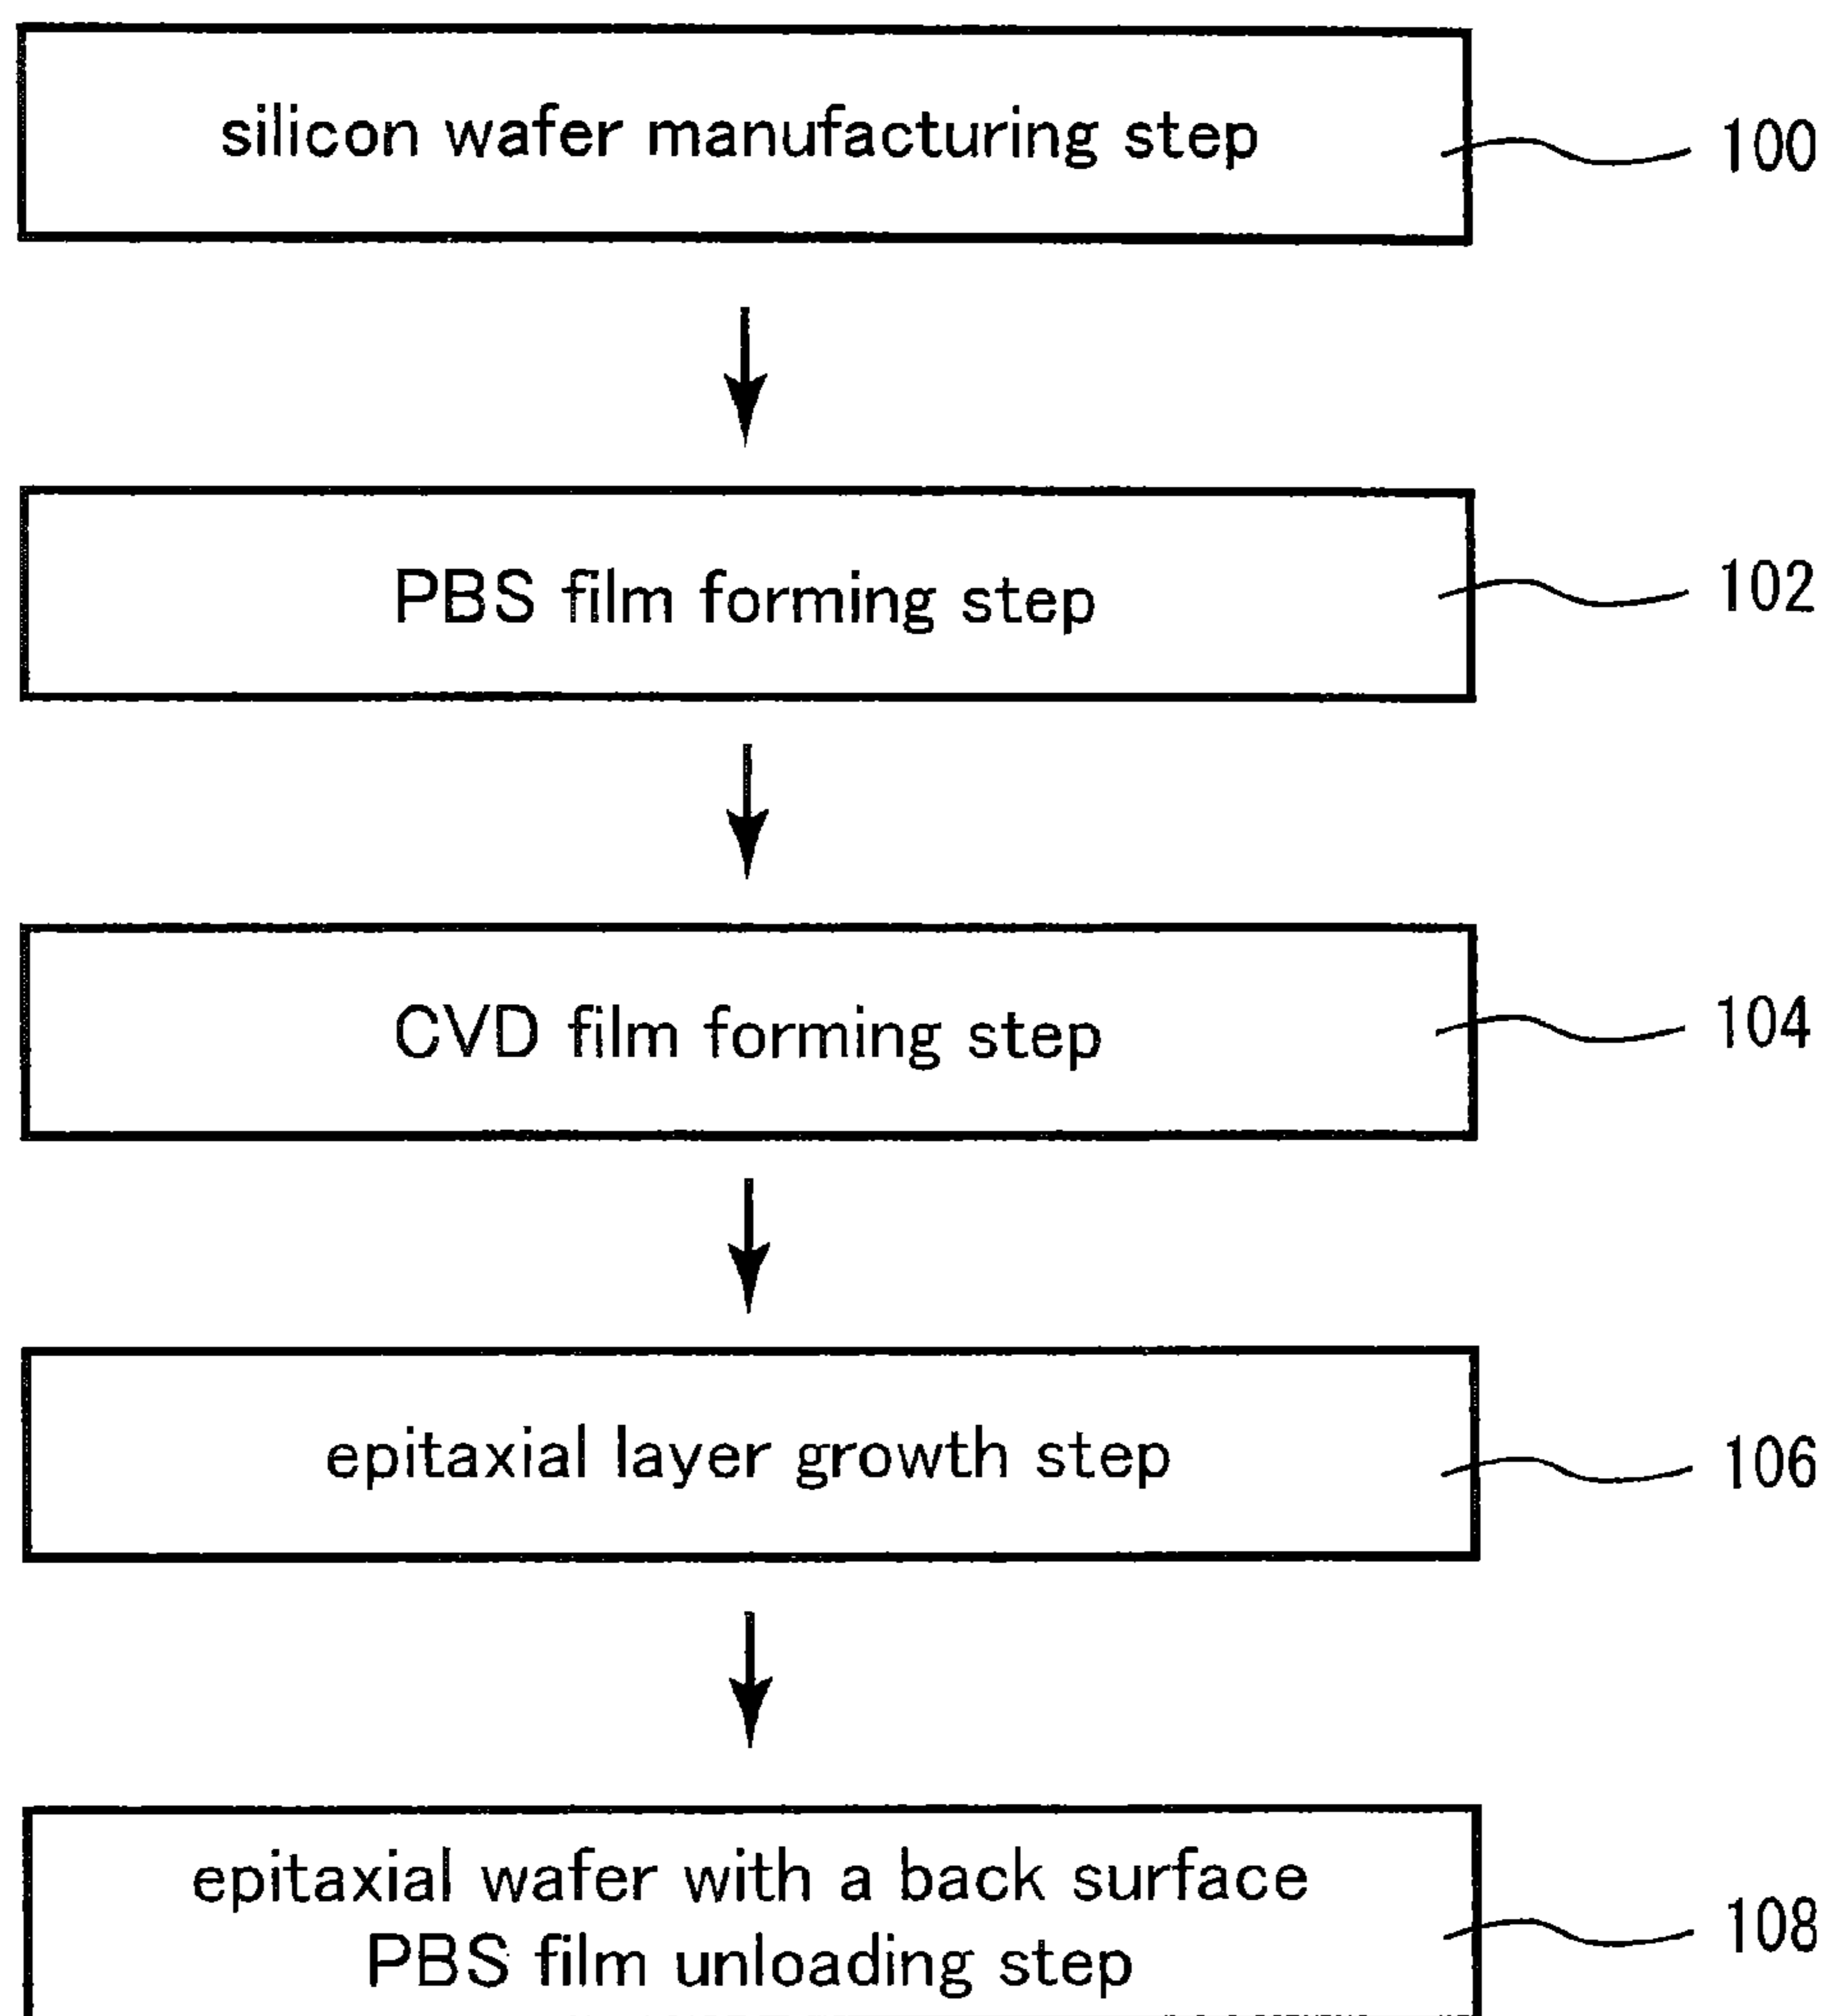 silicon wafer manufacturing step
100
PBS film forming step
102
CVD film forming step
104
epitaxial layer growth step
106
epitaxial wafer with a back surface
PBS film unloading step
108